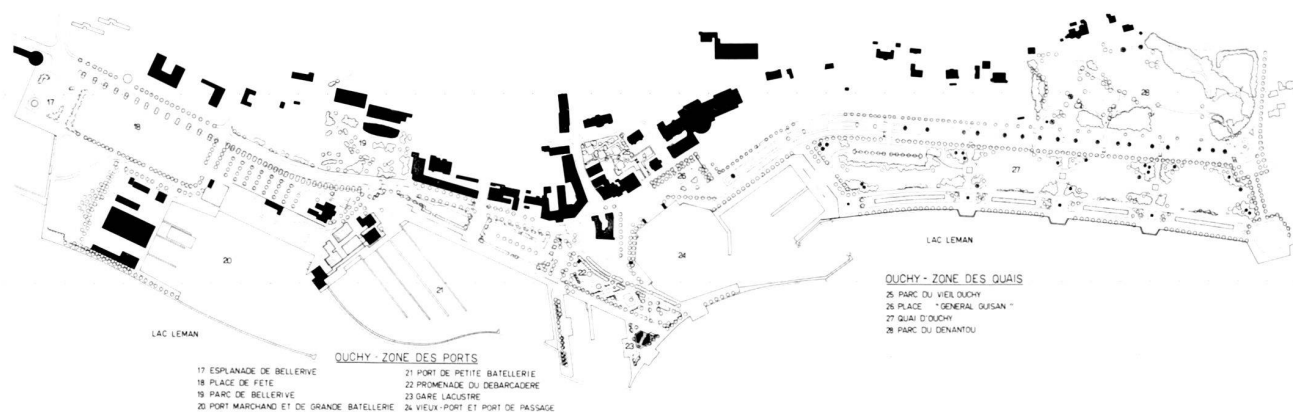 17
18
19
20
21
22
23
24
26
27
28
LAC LEMAN
LAC LEMAN
OUCHY - ZONE DES PORTS
17 ESPLANADE DE BELLERIVE
18 PLACE DE FETE
19 PARC DE BELLERIVE
20 PORT MARCHAND ET DE GRANDE BATELLERIE
21 PORT DE PETITE BATELLERIE
22 PROMENADE DU DEBARCADERE
23 GARE LACUSTRE
24 VIEUX-PORT ET PORT DE PASSAGE
OUCHY - ZONE DES QUAIS
25 PARC DU VIEIL OUCHY
26 PLACE "GENERAL GUISAN"
27 QUAI D'OUCHY
28 PARC DU DENANTOU